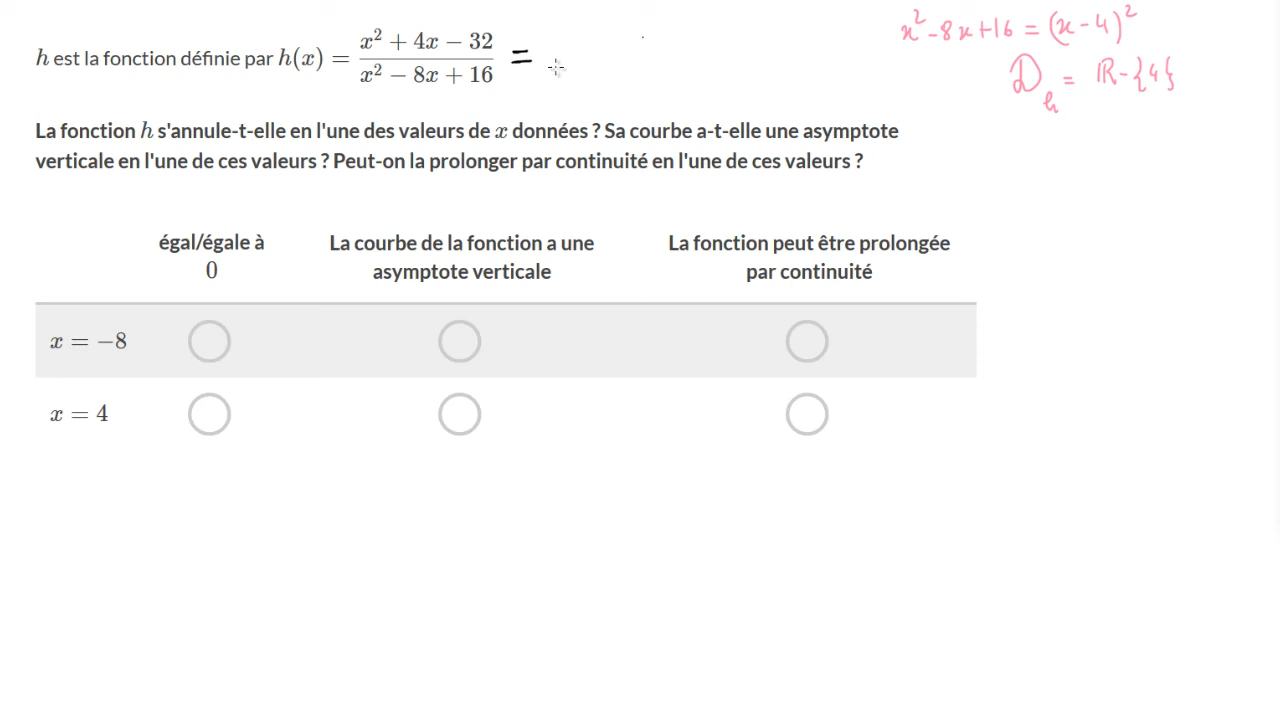 x² - 8x + 16 = (x - 4)²
h est la fonction définie par h(x) = \frac{x² + 4x − 32}{x² − 8x + 16} =
D_h = ℝ - {4}
La fonction h s'annule-t-elle en l'une des valeurs de x données ? Sa courbe a-t-elle une asymptote
verticale en l'une de ces valeurs ? Peut-on la prolonger par continuité en l'une de ces valeurs ?
égal/égale à
0
La courbe de la fonction a une
asymptote verticale
La fonction peut être prolongée
par continuité
x = −8
x = 4